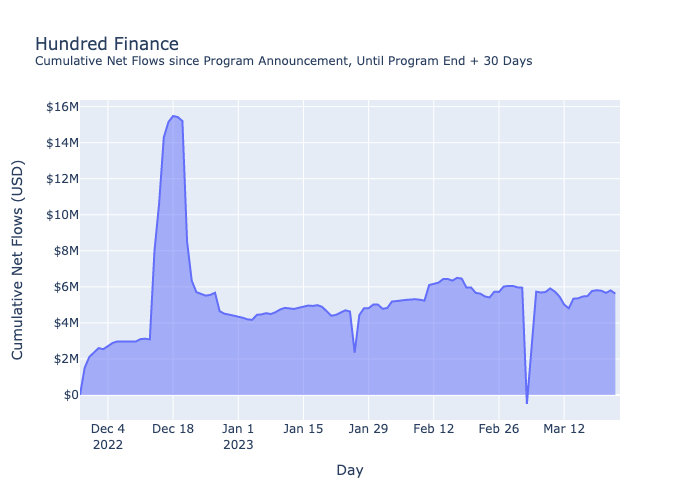 Hundred Finance
Cumulative Net Flows since Program Announcement, Until Program End + 30 Days
Cumulative Net Flows (USD)
$16M
$14M
$12M
$10M
$8M
$6M
$4M
$2M
$0
Dec 4
2022
Dec 18
Jan 1
2023
Jan 15
Jan 29
Feb 12
Feb 26
Mar 12
Day